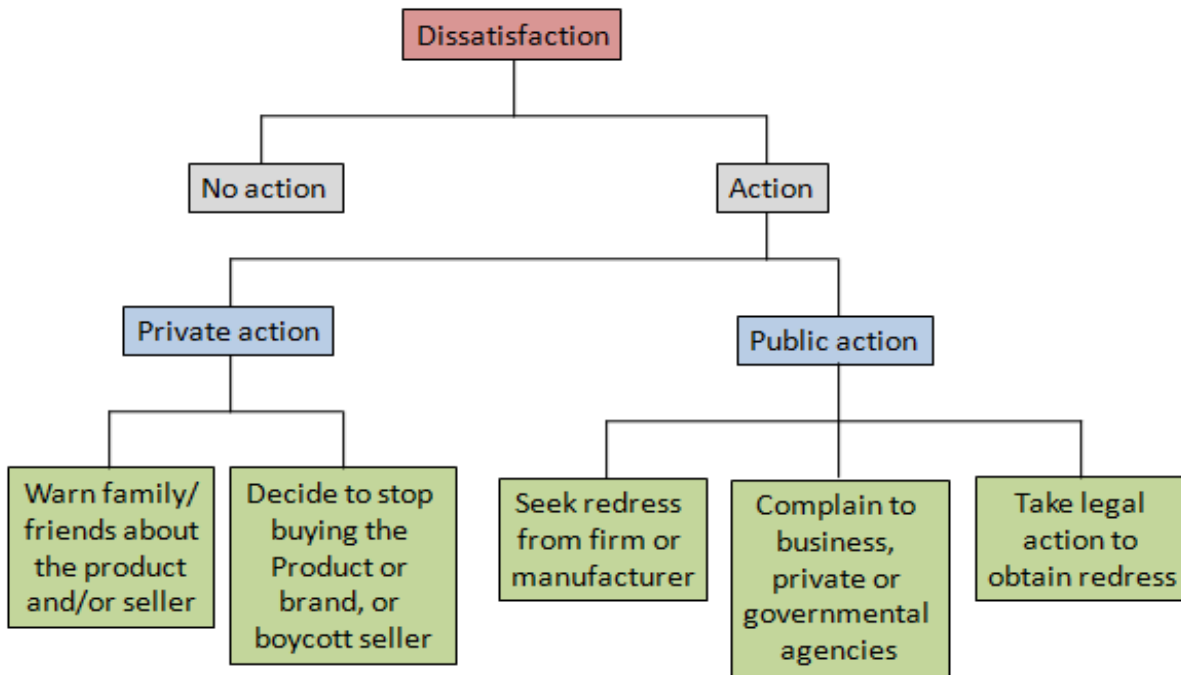 Dissatisfaction
No action
Action
Private action
Public action
Warn family/
friends about
the product
and/or seller
Decide to stop
buying the
Product or
brand, or
boycott seller
Seek redress
from firm or
manufacturer
Complain to
business,
private or
governmental
agencies
Take legal
action to
obtain redress